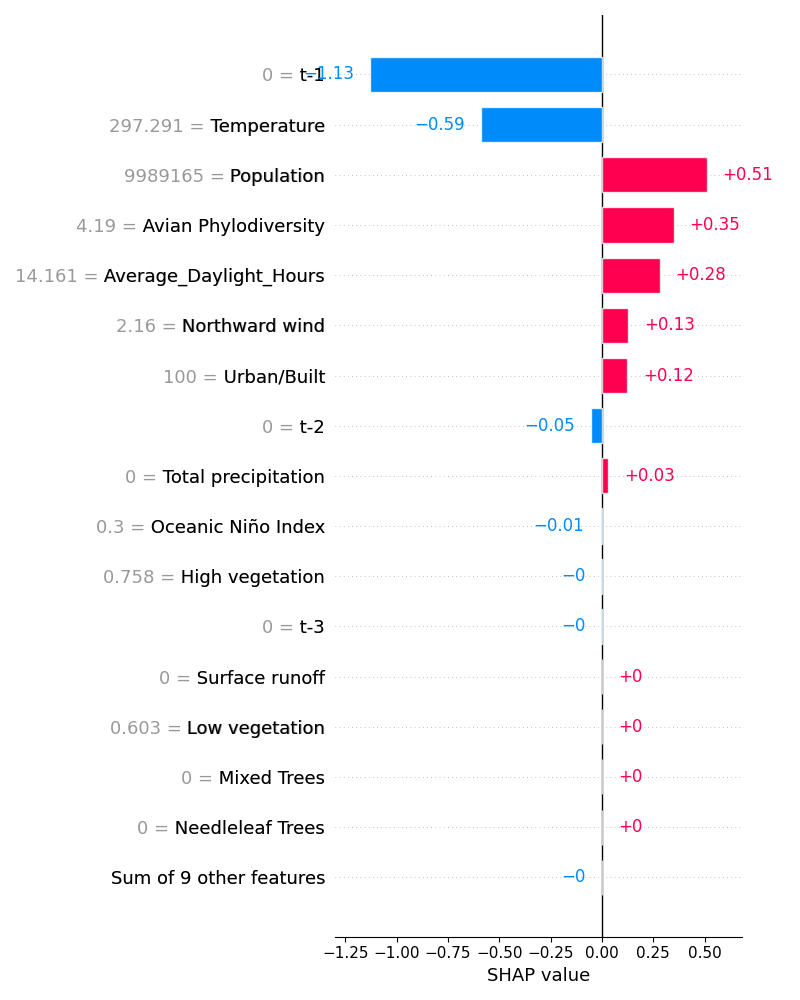 0 = t-1 −1.13
297.291 = Temperature −0.59
9989165 = Population +0.51
4.19 = Avian Phylodiversity +0.35
14.161 = Average_Daylight_Hours +0.28
2.16 = Northward wind +0.13
100 = Urban/Built +0.12
0 = t-2 −0.05
0 = Total precipitation +0.03
0.3 = Oceanic Niño Index −0.01
0.758 = High vegetation −0
0 = t-3 −0
0 = Surface runoff +0
0.603 = Low vegetation +0
0 = Mixed Trees +0
0 = Needleleaf Trees +0
Sum of 9 other features −0
−1.25 −1.00 −0.75 −0.50 −0.25 0.00 0.25 0.50
SHAP value